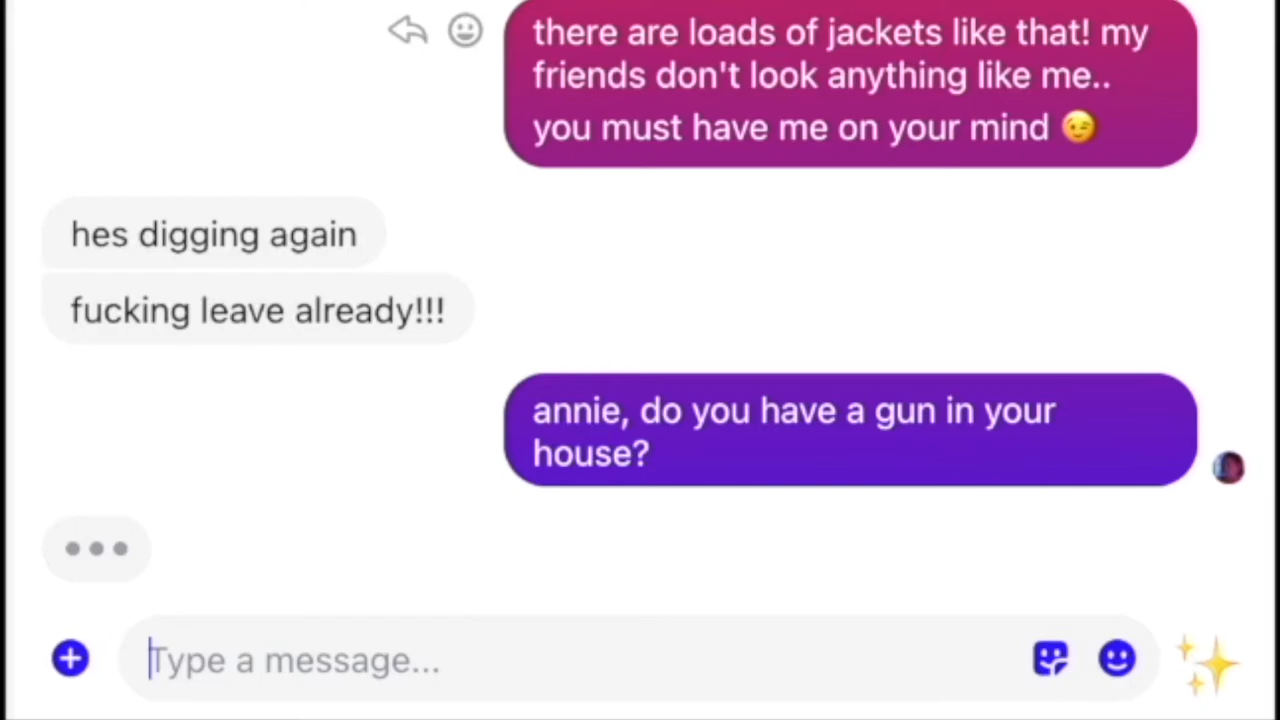 there are loads of jackets like that! my
friends don't look anything like me..
you must have me on your mind 😉
hes digging again
fucking leave already!!!
annie, do you have a gun in your
house?
Type a message...